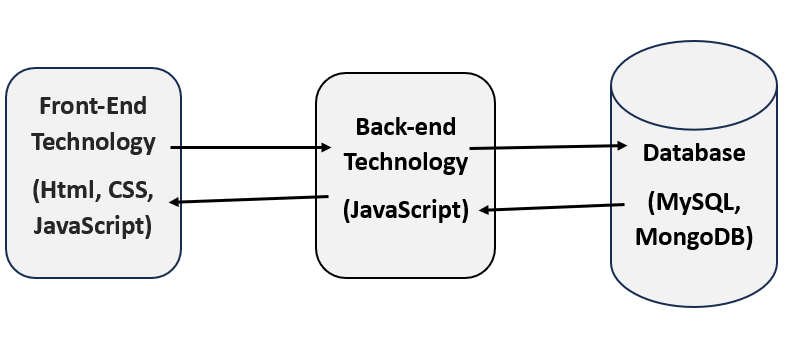 Front-End
Technology
(Html, CSS,
JavaScript)
Back-end
Technology
(JavaScript)
Database
(MySQL,
MongoDB)